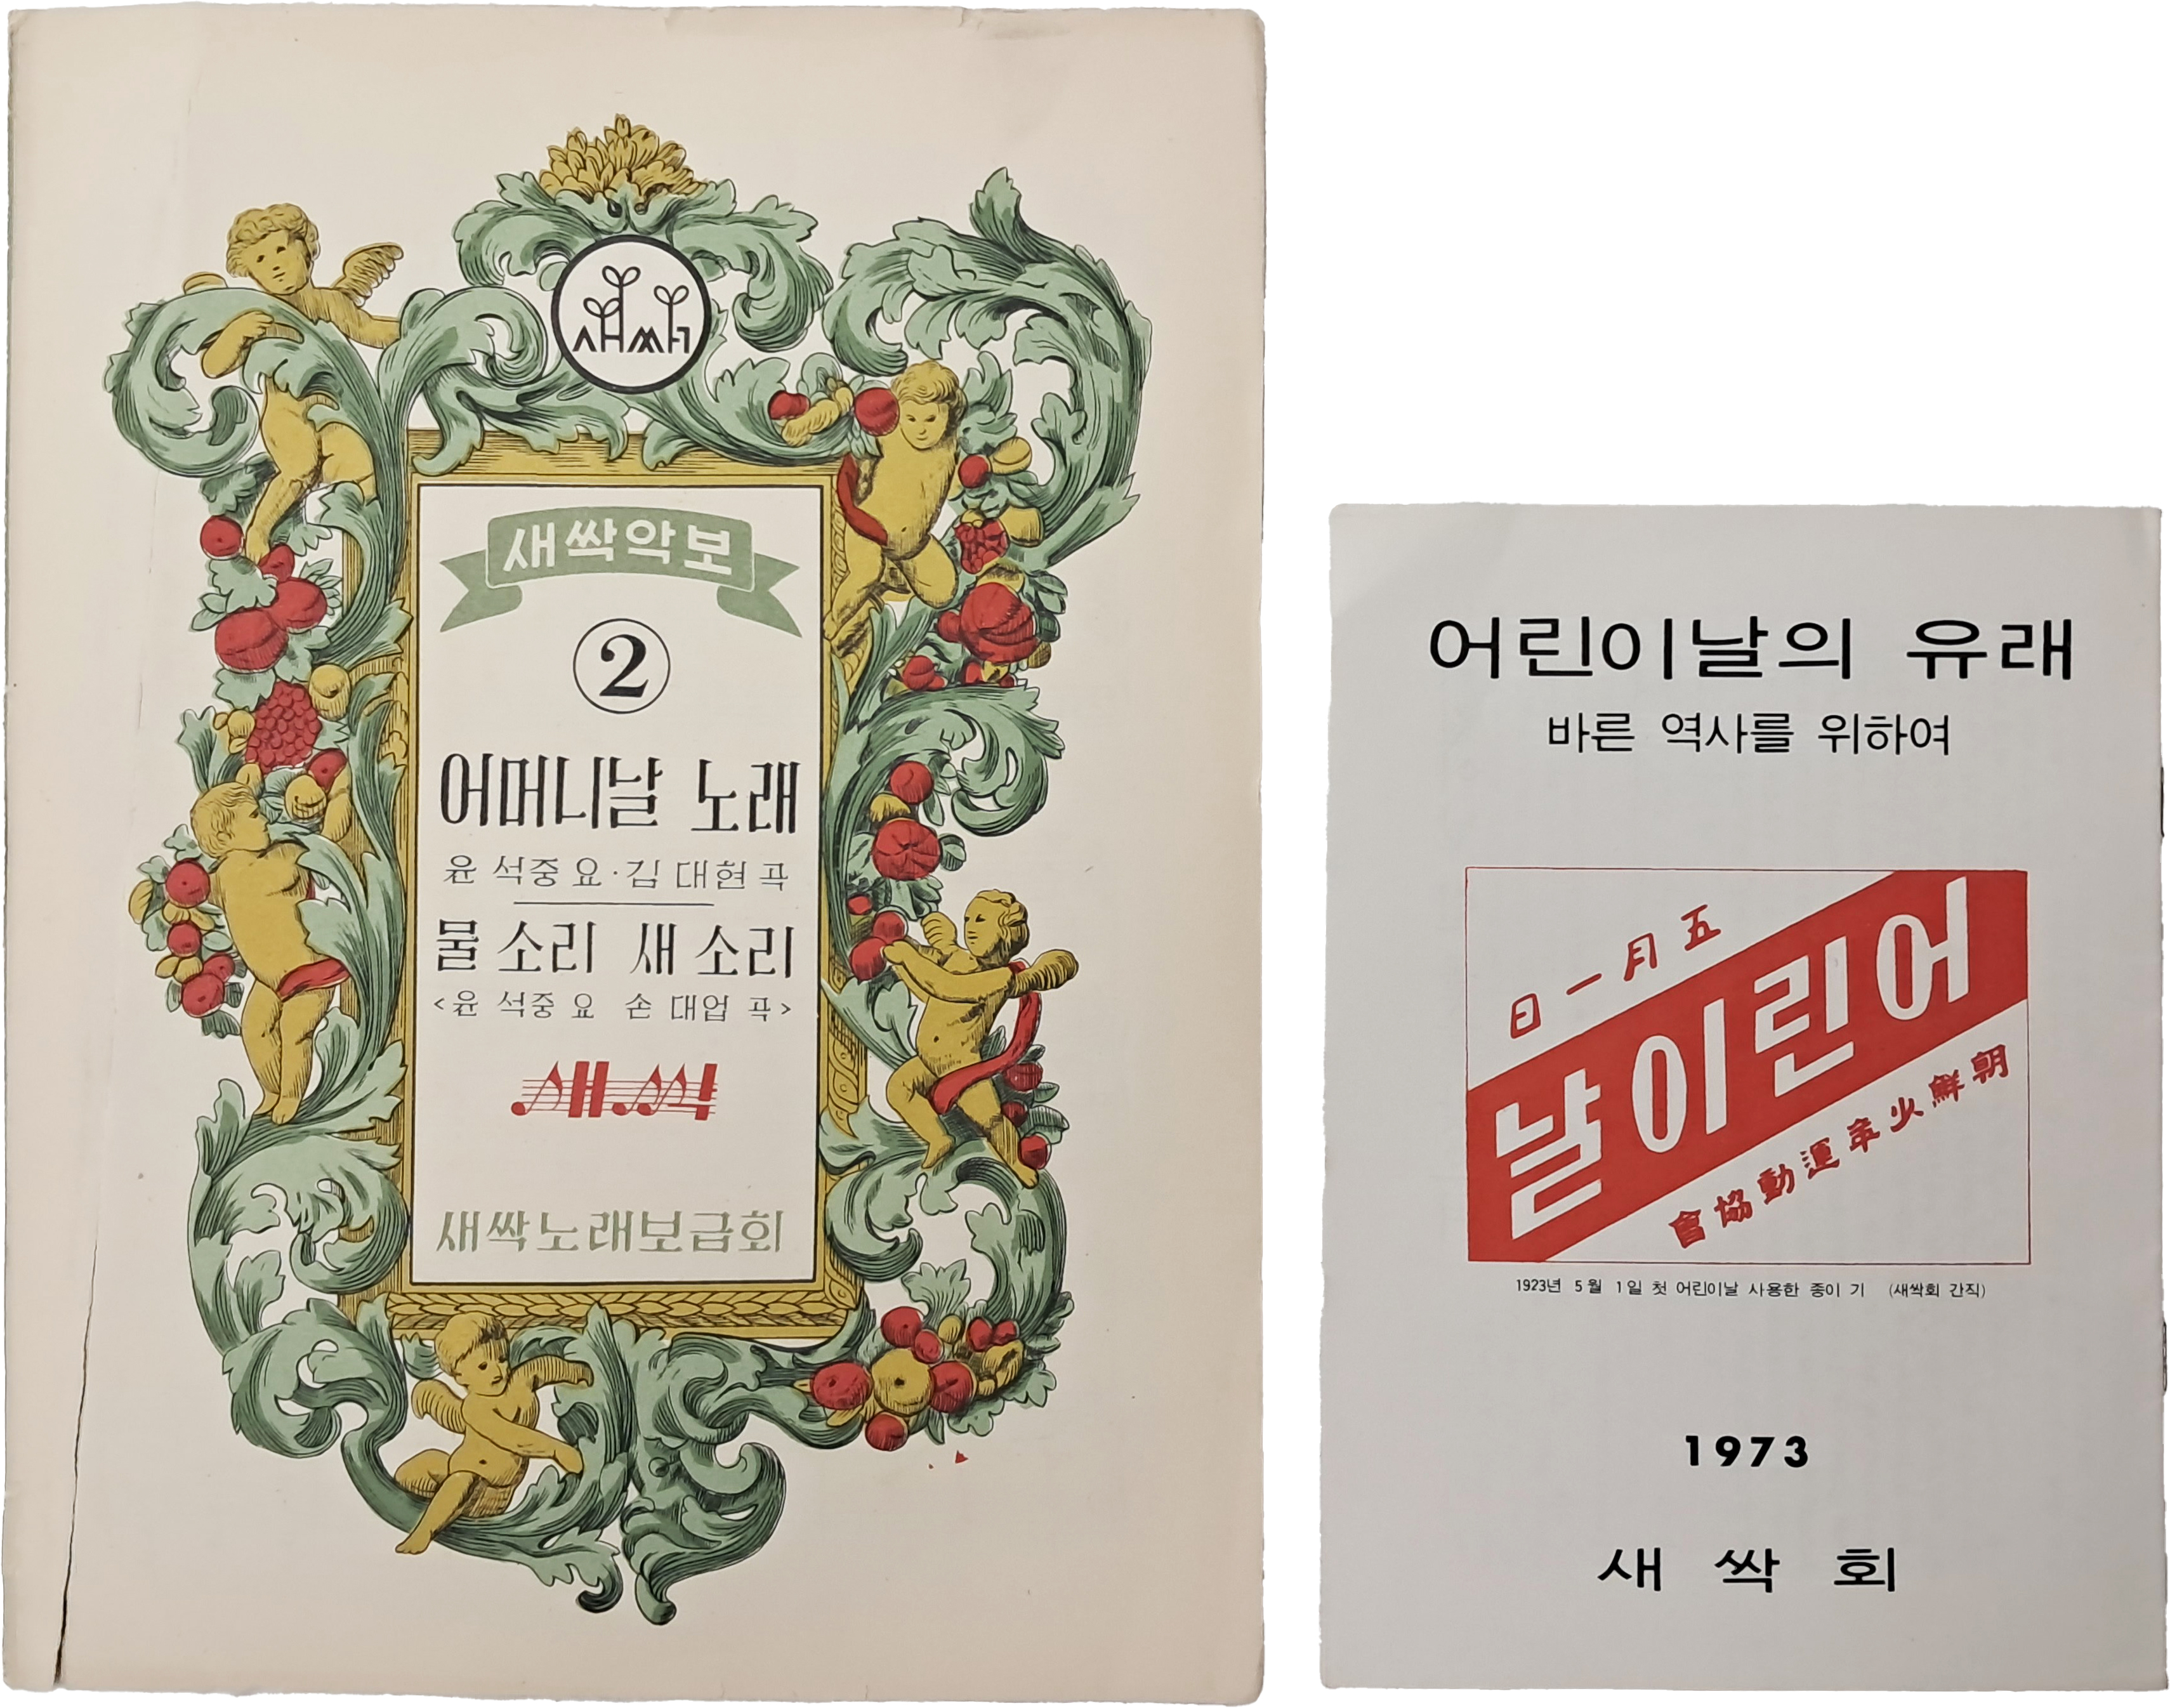 새싹
새싹악보
2
어머니날 노래
윤 석중 요·김 대현 곡
물소리 새소리
<윤 석중 요 손 대업 곡>
새싹
새싹노래보급회
어린이날의 유래
바른 역사를 위하여
日一月五
날이린어
會協動運年少鮮朝
1923년 5월 1일 첫 어린이날 사용한 종이 기 (새싹회 간직)
1973
새 싹 회